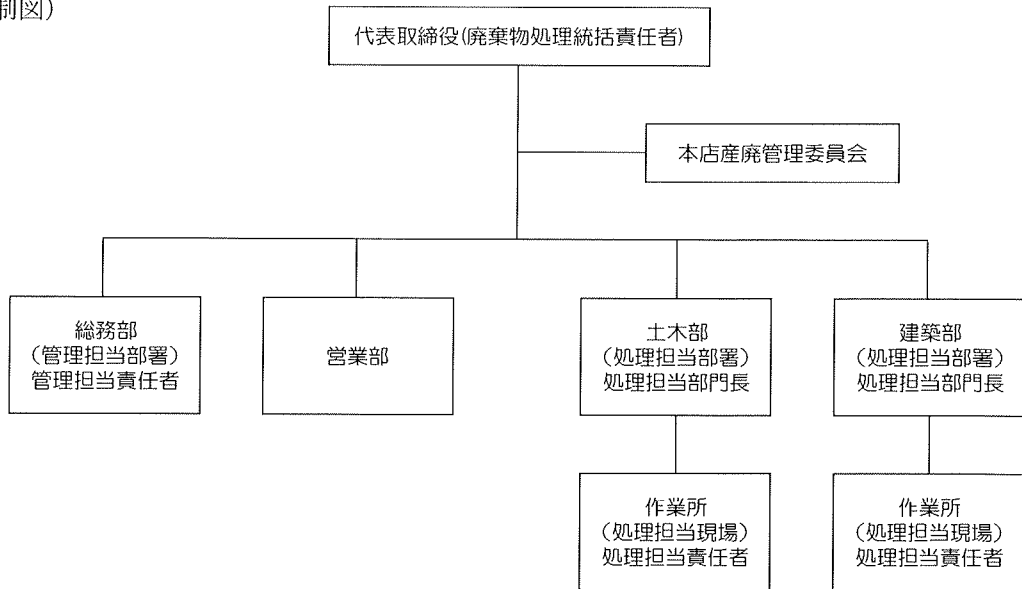 制図）
代表取締役(廃棄物処理統括責任者)
本店産廃管理委員会
総務部
（管理担当部署）
管理担当責任者
営業部
土木部
（処理担当部署）
処理担当部門長
建築部
（処理担当部署）
処理担当部門長
作業所
（処理担当現場）
処理担当責任者
作業所
（処理担当現場）
処理担当責任者